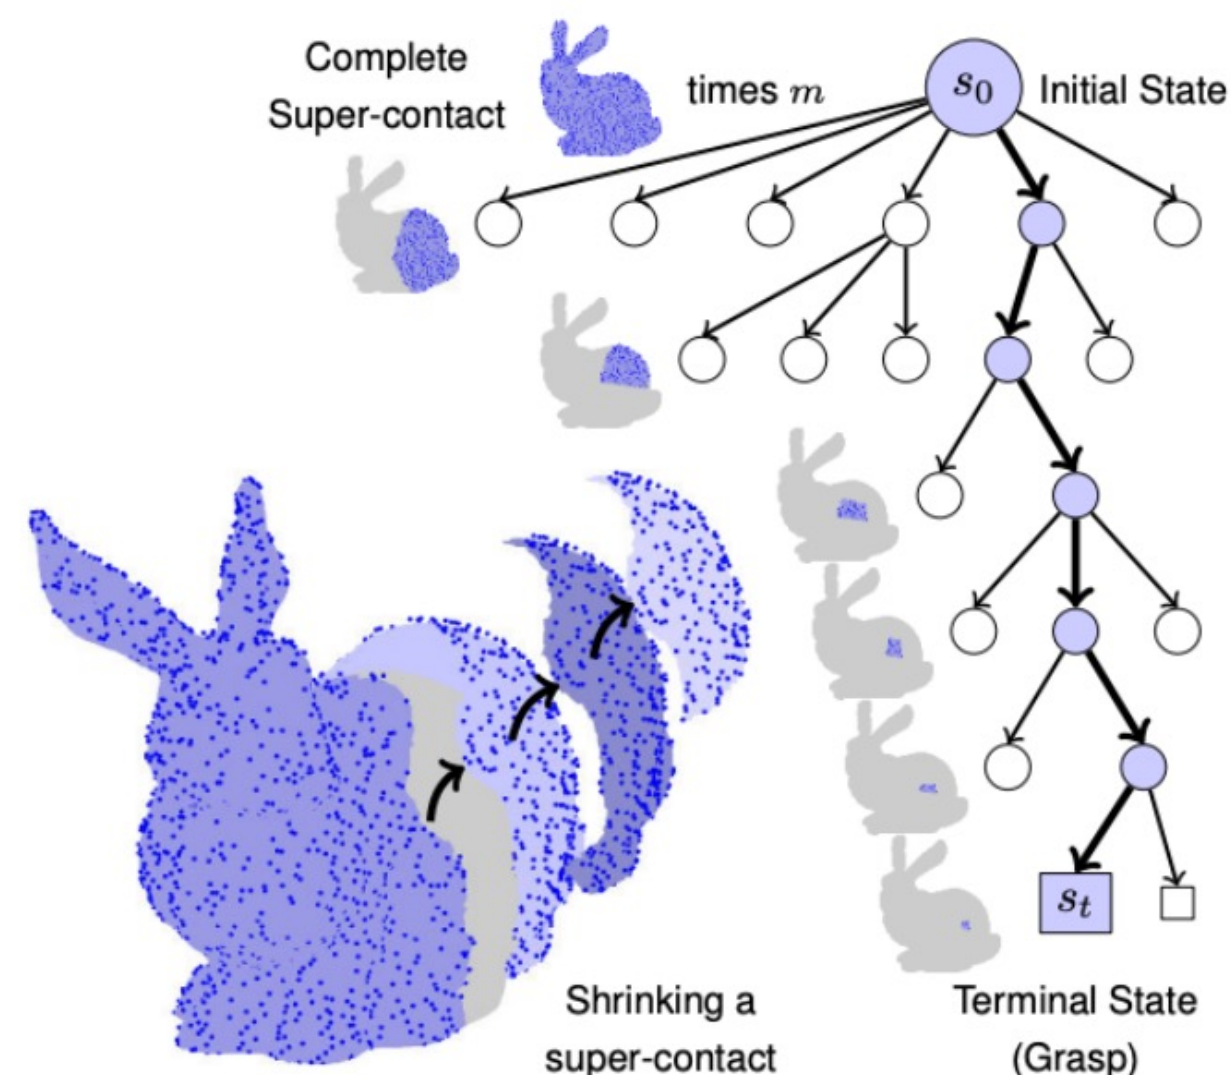 Complete
Super-contact
times m
s₀
Initial State
sₜ
Shrinking a
super-contact
Terminal State
(Grasp)